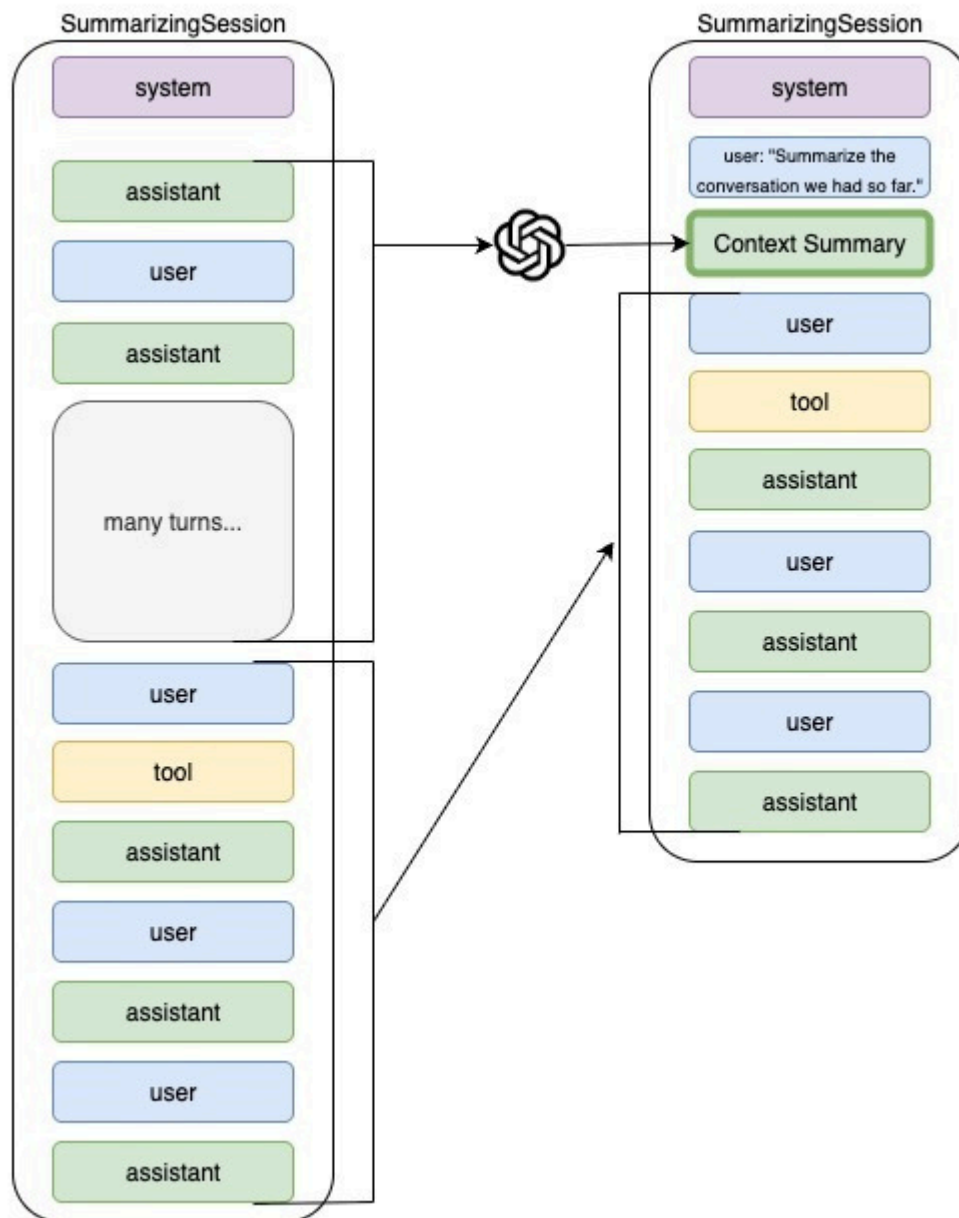 SummarizingSession
system
assistant
user
assistant
many turns...
user
tool
assistant
user
assistant
user
assistant
SummarizingSession
system
user: "Summarize the
conversation we had so far."
Context Summary
user
tool
assistant
user
assistant
user
assistant